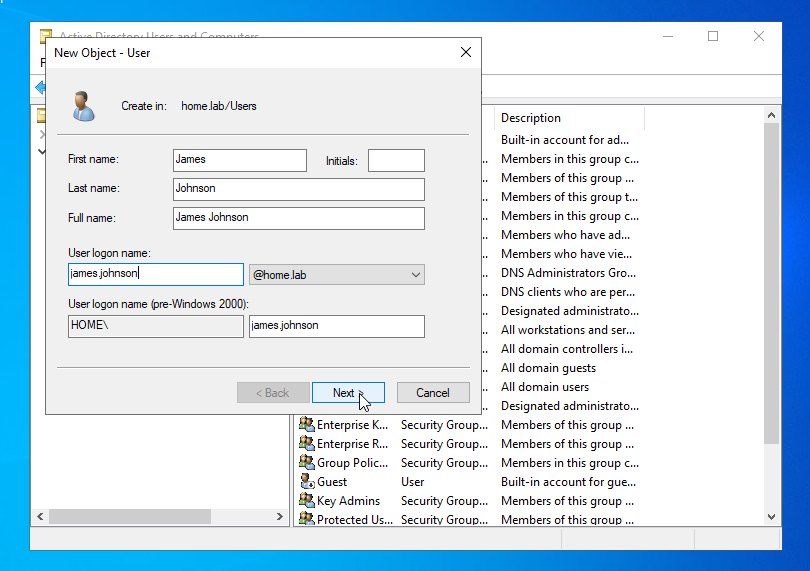 Active Directory Users and Computers
New Object - User
Create in: home.lab/Users
First name: James Initials:
Last name: Johnson
Full name: James Johnson
User logon name:
james.johnson @home.lab
User logon name (pre-Windows 2000):
HOME\ james.johnson
< Back Next > Cancel
Description
Built-in account for ad...
Members in this group c...
Members of this group ...
Members of this group t...
Members in this group c...
Members who have ad...
Members who have vie...
DNS Administrators Gro...
DNS clients who are per...
Designated administrato...
All workstations and ser...
All domain controllers i...
All domain guests
All domain users
Designated administrato...
Enterprise K... Security Group... Members of this group ...
Enterprise R... Security Group... Members of this group ...
Group Polic... Security Group... Members in this group c...
Guest User Built-in account for gue...
Key Admins Security Group... Members of this group ...
Protected Us... Security Group... Members of this group ...